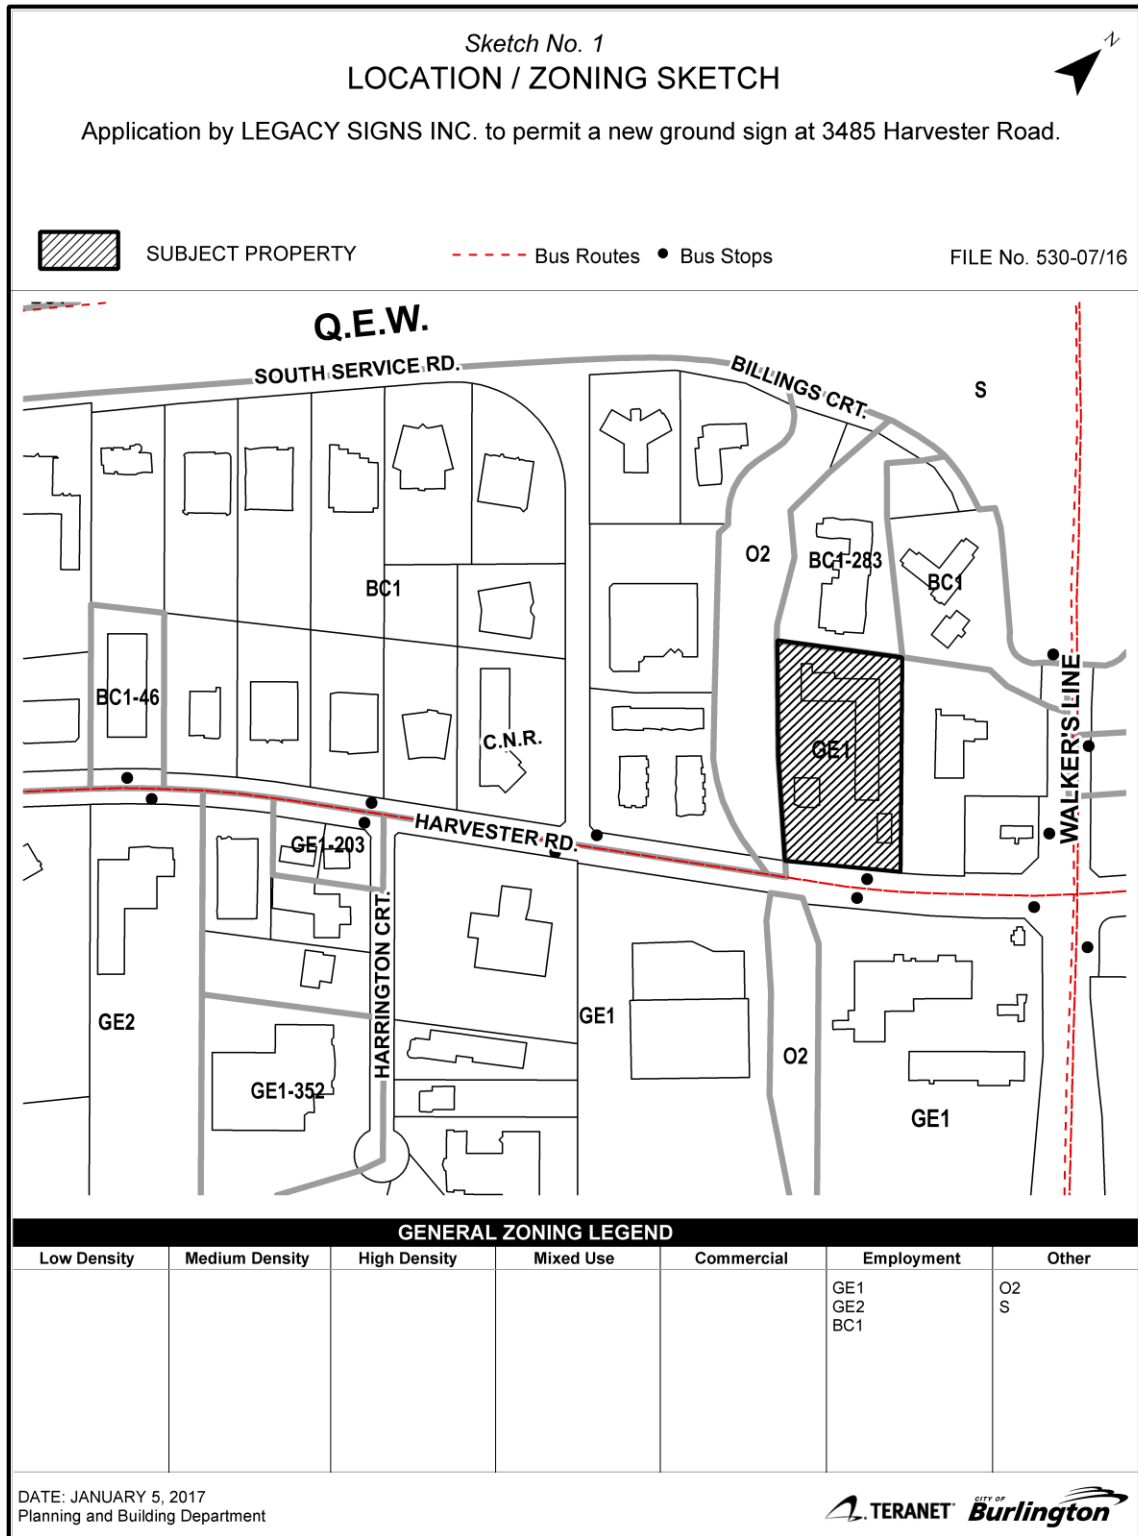 Sketch No. 1
N
LOCATION / ZONING SKETCH
Application by LEGACY SIGNS INC. to permit a new ground sign at 3485 Harvester Road.
SUBJECT PROPERTY
Bus Routes
Bus Stops
FILE No. 530-07/16
Q.E.W.
SOUTH SERVICE RD.
BILLINGS CRT.
S
O2
BC1-283
BC1
BC1
BC1-46
C.N.R.
GE1
WALKER'S LINE
HARVESTER RD.
GE1-203
HARRINGTON CRT.
GE2
GE1
O2
GE1-352
GE1
GENERAL ZONING LEGEND
Low Density Medium Density High Density Mixed Use Commercial Employment Other
GE1 O2
GE2 S
BC1
DATE: JANUARY 5, 2017
Planning and Building Department
TERANET
CITY OF
Burlington